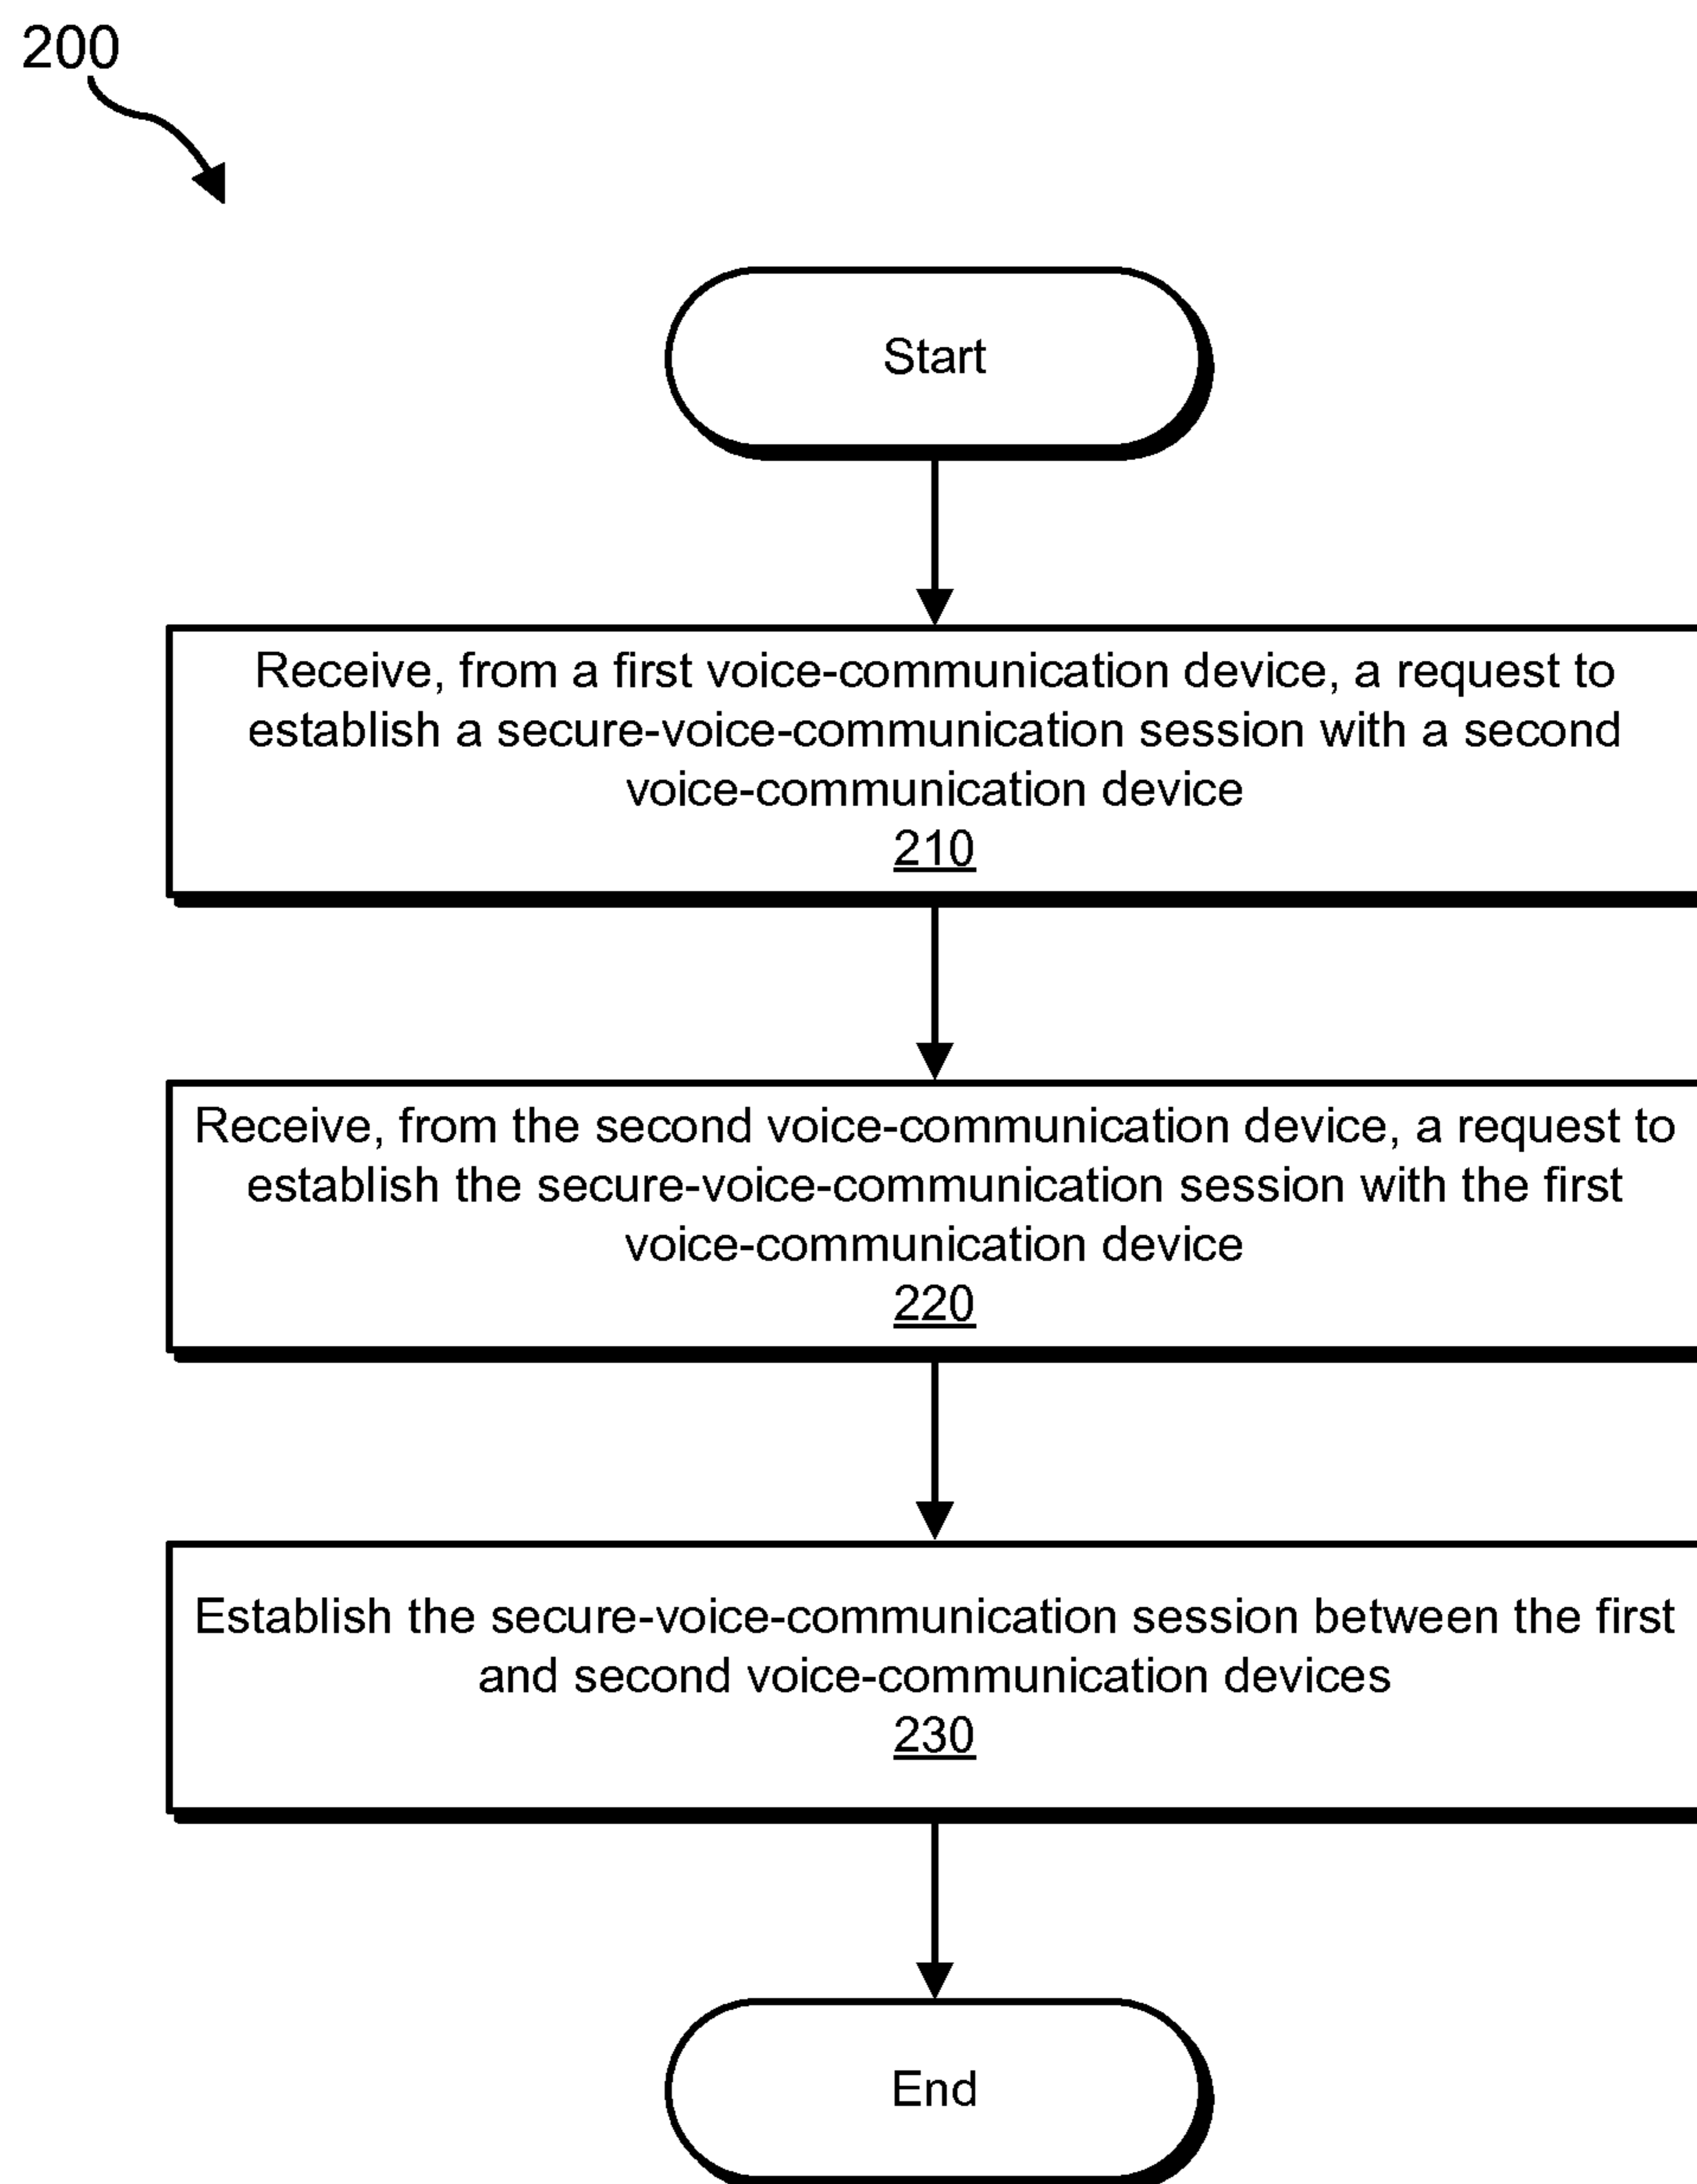 200
Start
Receive, from a first voice-communication device, a request to
establish a secure-voice-communication session with a second
voice-communication device
210
Receive, from the second voice-communication device, a request to
establish the secure-voice-communication session with the first
voice-communication device
220
Establish the secure-voice-communication session between the first
and second voice-communication devices
230
End